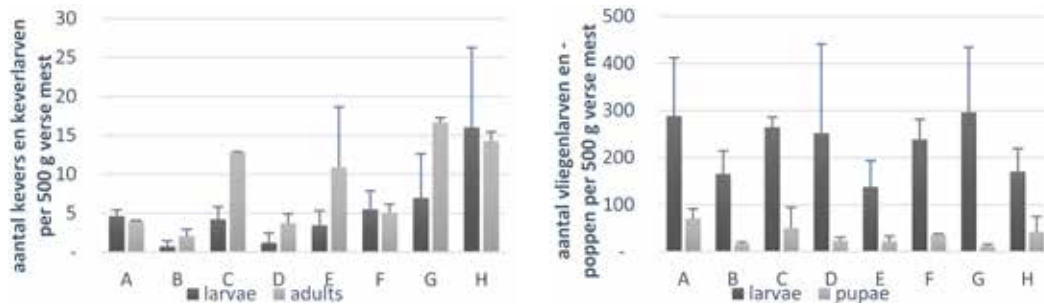 aantal kevers en keverlarven
per 500 g verse mest
30
25
20
15
10
5
-
A B C D E F G H
larvae adults
aantal vliegenlarven en -
poppen per 500 g verse mest
500
400
300
200
100
-
A B C D E F G H
larvae pupae